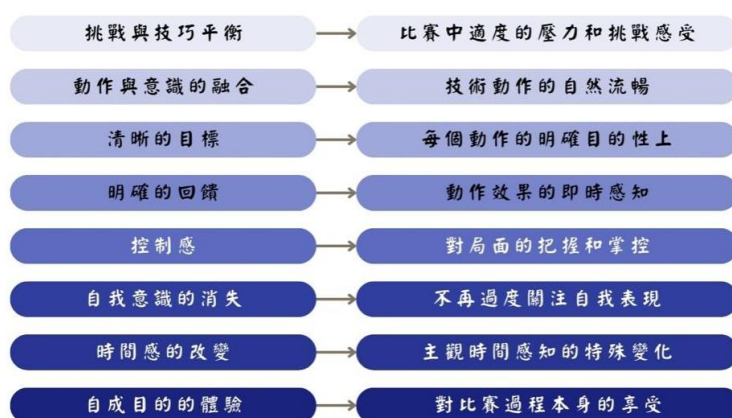 挑戰與技巧平衡
比賽中適度的壓力和挑戰感受
動作與意識的融合
技術動作的自然流暢
清晰的目標
每個動作的明確目的性上
明確的回饋
動作效果的即時感知
控制感
對局面的把握和掌控
自我意識的消失
不再過度關注自我表現
時間感的改變
主觀時間感知的特殊變化
自成目的的體驗
對比賽過程本身的享受